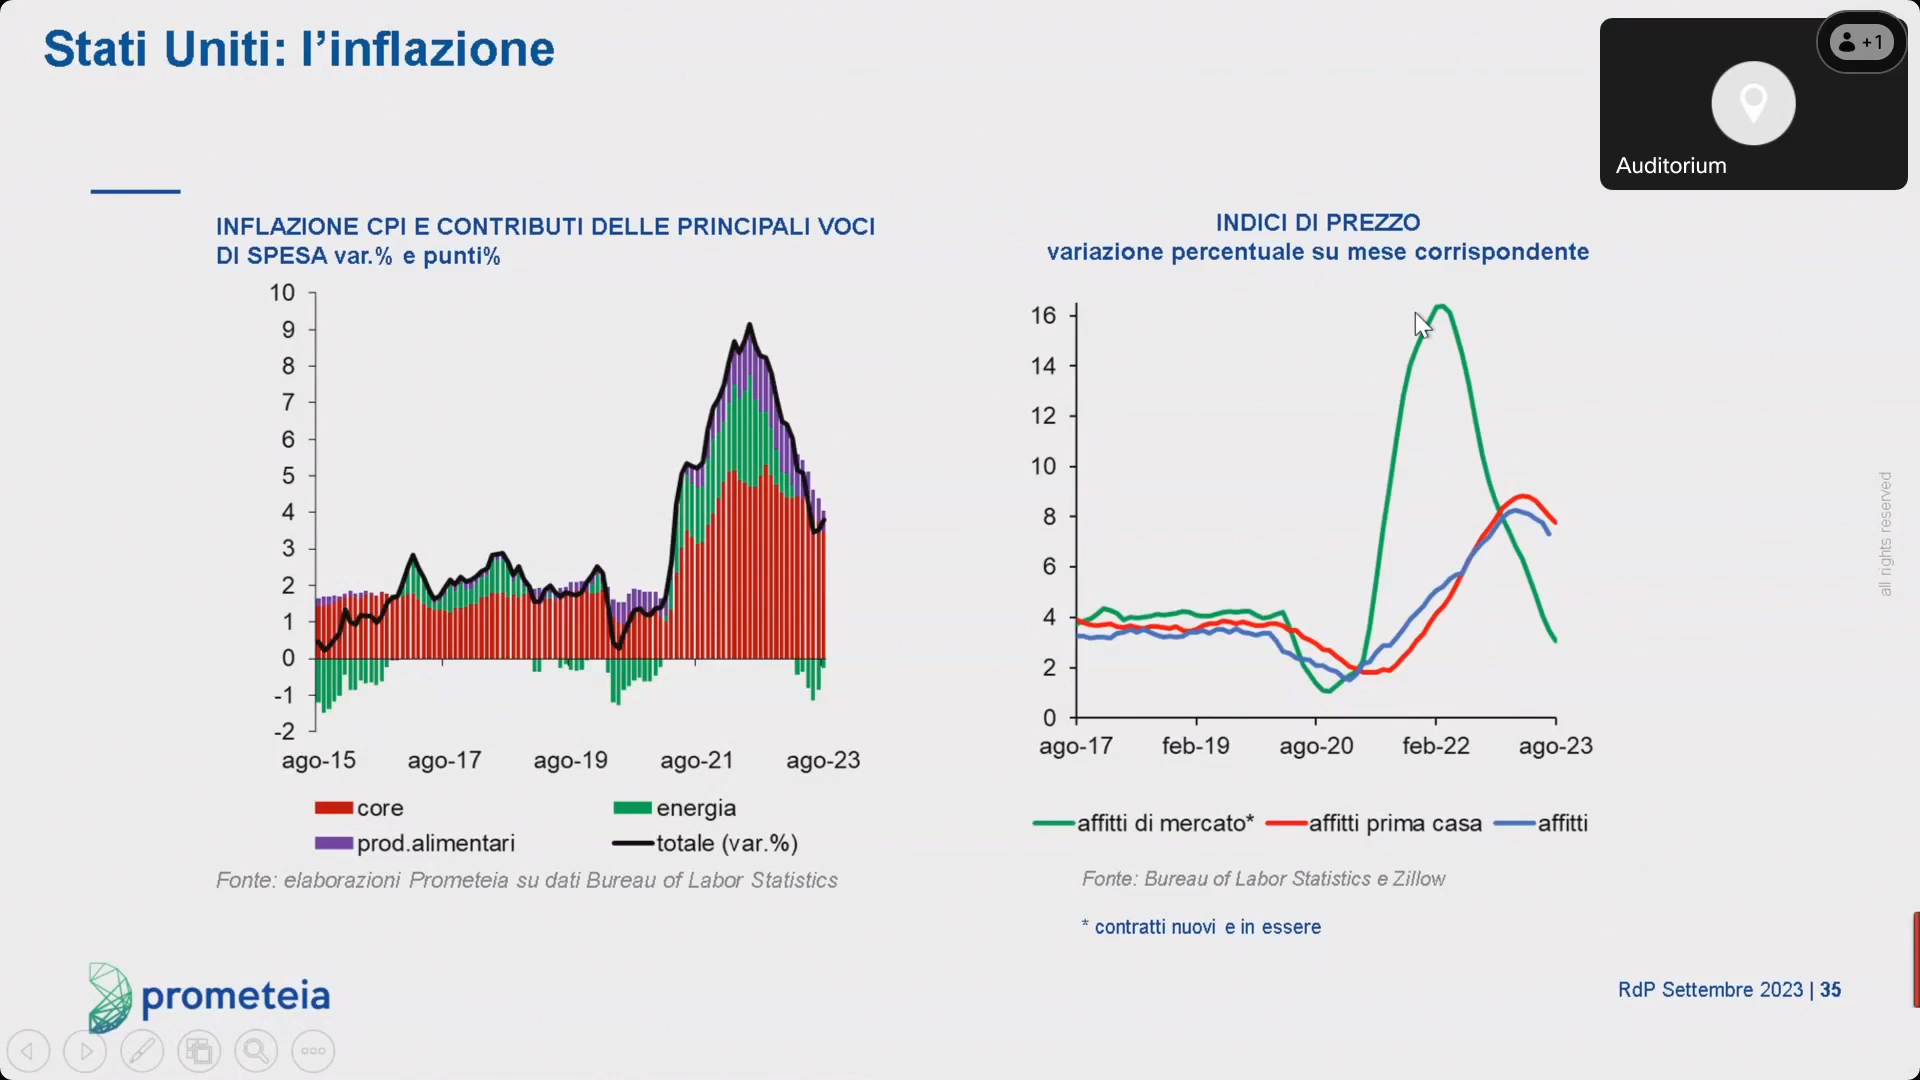 Stati Uniti: l’inflazione
+1
Auditorium
INFLAZIONE CPI E CONTRIBUTI DELLE PRINCIPALI VOCI
DI SPESA var.% e punti%
10
9
8
7
6
5
4
3
2
1
0
-1
-2
ago-15 ago-17 ago-19 ago-21 ago-23
core energia
prod.alimentari totale (var.%)
Fonte: elaborazioni Prometeia su dati Bureau of Labor Statistics
INDICI DI PREZZO
variazione percentuale su mese corrispondente
16
14
12
10
8
6
4
2
0
ago-17 feb-19 ago-20 feb-22 ago-23
affitti di mercato* affitti prima casa affitti
Fonte: Bureau of Labor Statistics e Zillow
* contratti nuovi e in essere
all rights reserved
prometeia
RdP Settembre 2023 | 35